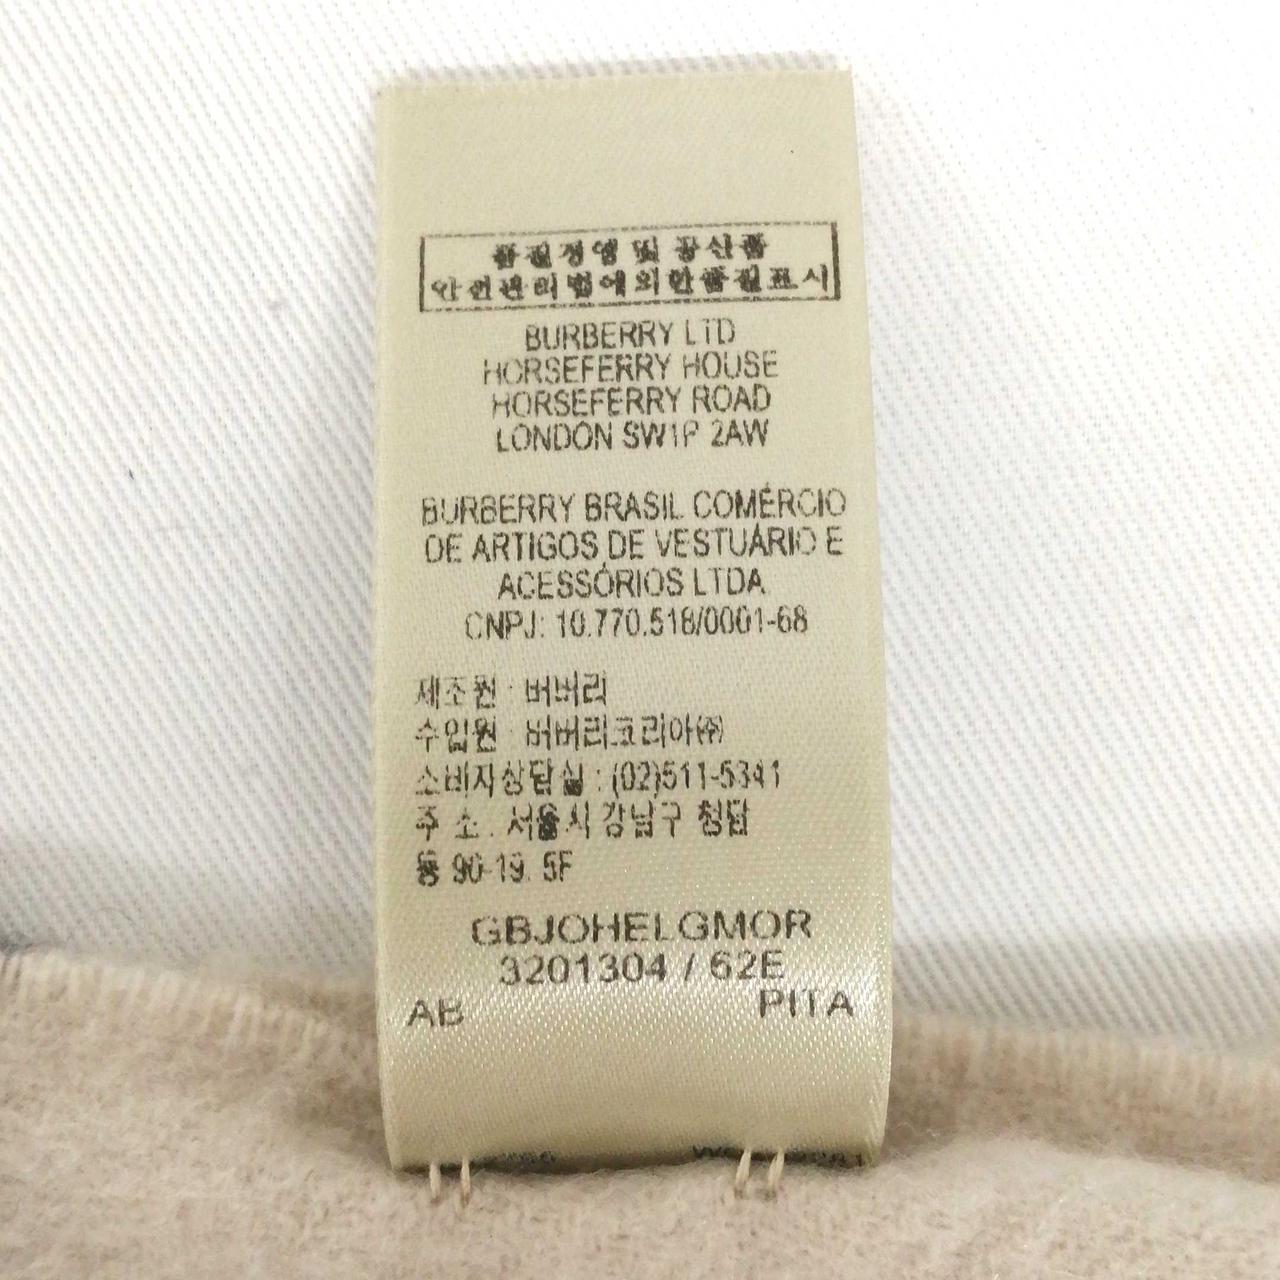 품질경영 및 공산품
안전관리법에의한품질표시
BURBERRY LTD
HORSEFERRY HOUSE
HORSEFERRY ROAD
LONDON SW1P 2AW
BURBERRY BRASIL COMÉRCIO
DE ARTIGOS DE VESTUÁRIO E
ACESSÓRIOS LTDA
CNPJ: 10.770.518/0001-68
제조원 : 버버리
수입원 : 버버리코리아㈜
소비자상담실 : (02)511-5341
주 소 : 서울시 강남구 청담
동 90-19. 5F
GBJOHELGMOR
3201304 / 62E
AB PITA